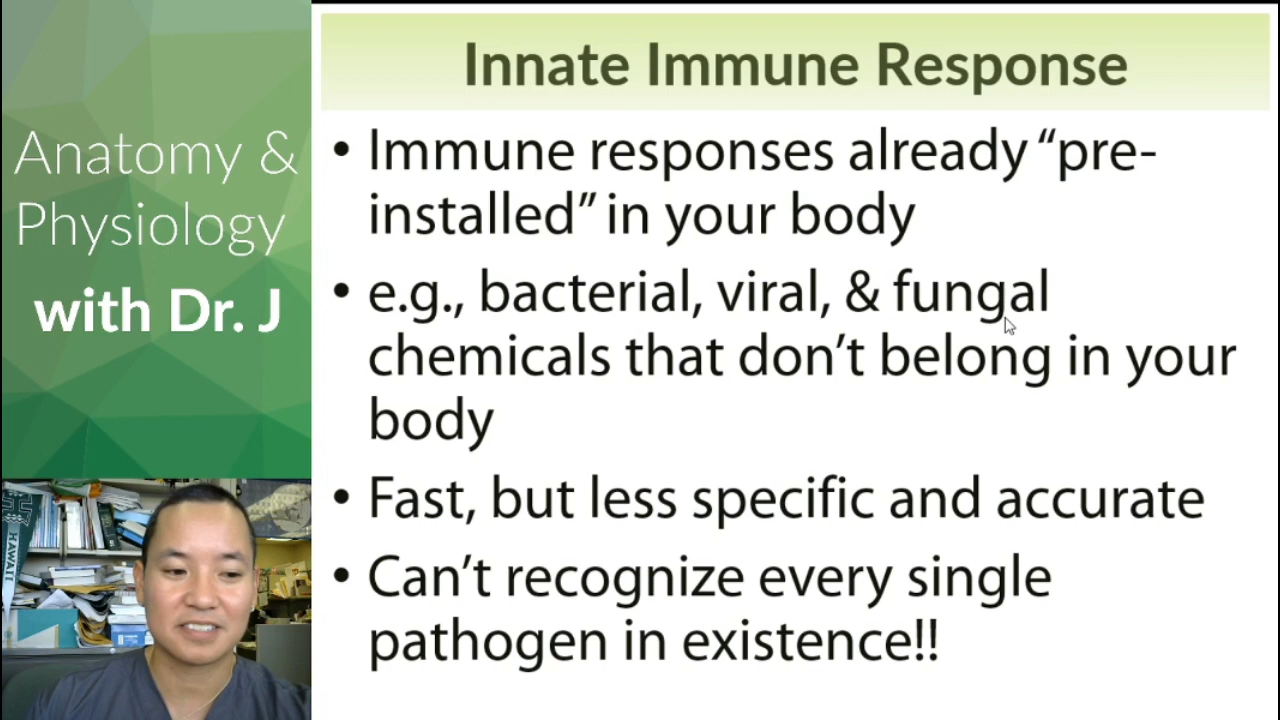 Anatomy &
Physiology
with Dr. J
HAWAII
Innate Immune Response
• Immune responses already “pre-
installed” in your body
• e.g., bacterial, viral, & fungal
chemicals that don’t belong in your
body
• Fast, but less specific and accurate
• Can’t recognize every single
pathogen in existence!!